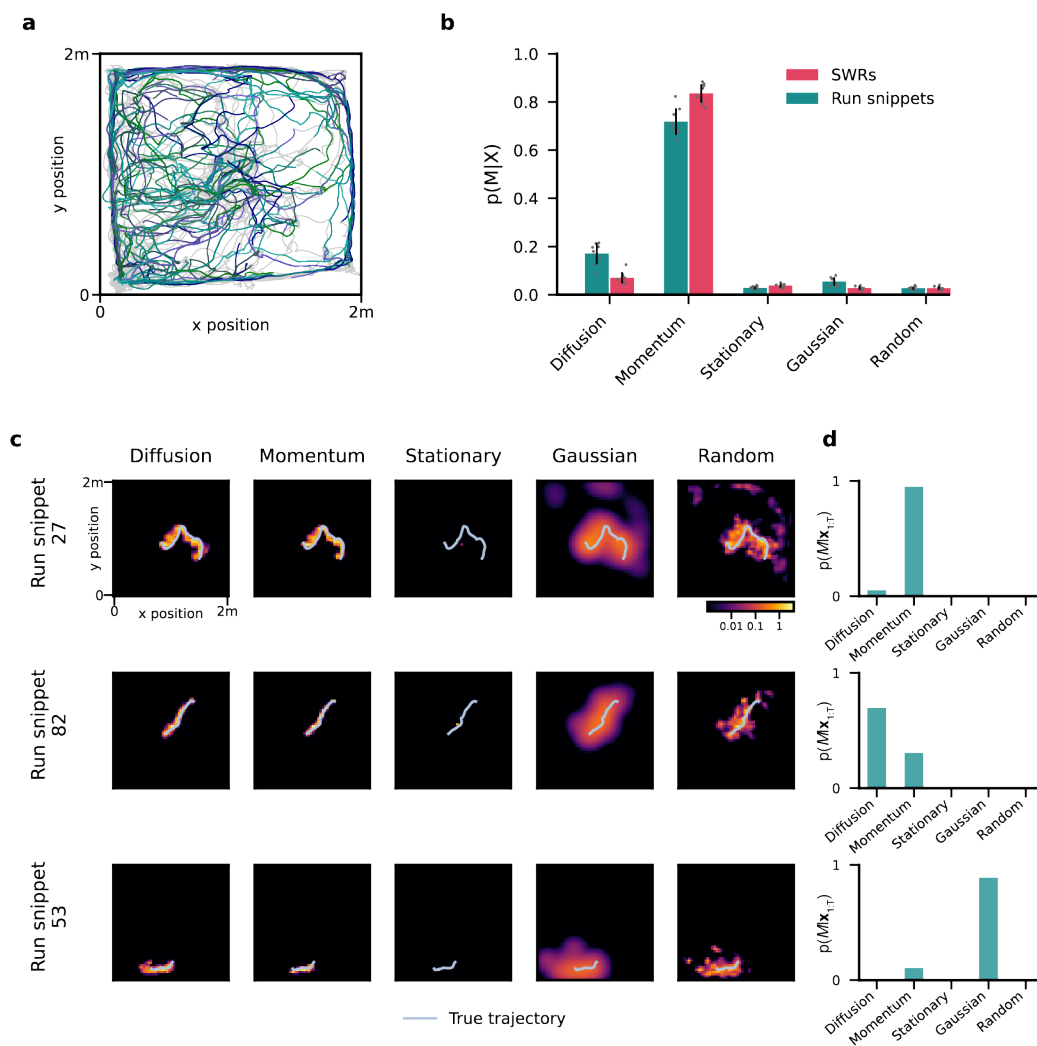 a
2m
y position
0
0
x position
2m
b
1.0
0.8
0.6
0.4
0.2
0.0
p(M|X)
SWRs
Run snippets
Diffusion
Momentum
Stationary
Gaussian
Random
c
Diffusion Momentum Stationary Gaussian Random
Run snippet
27
2m
y position
0
0
x position
2m
0.01 0.1 1
Run snippet
82
Run snippet
53
True trajectory
d
1
p(M|x1:T)
0
Diffusion
Momentum
Stationary
Gaussian
Random
1
p(M|x1:T)
0
Diffusion
Momentum
Stationary
Gaussian
Random
1
p(M|x1:T)
0
Diffusion
Momentum
Stationary
Gaussian
Random